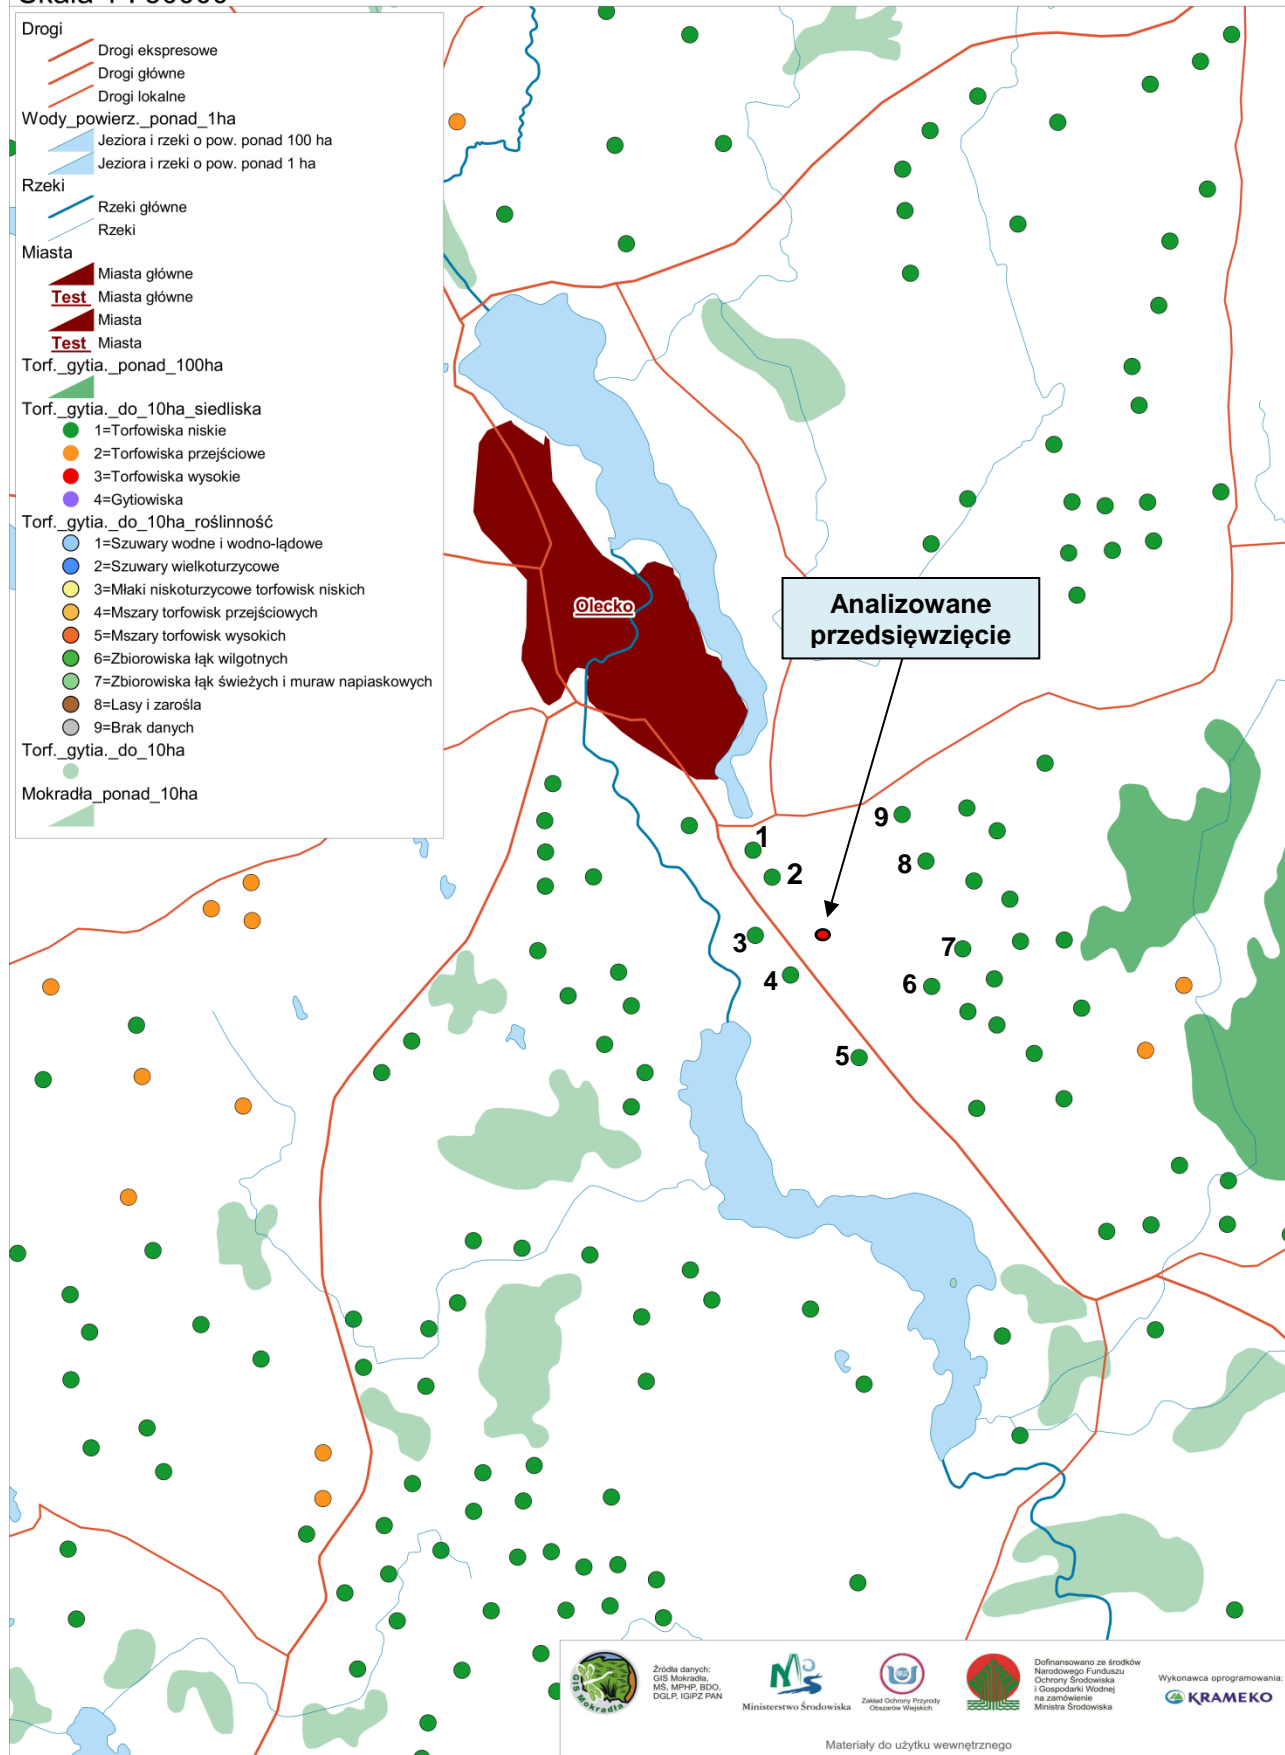 Drogi
Drogi ekspresowe
Drogi główne
Drogi lokalne
Wody_powierz._ponad_1ha
Jeziora i rzeki o pow. ponad 100 ha
Jeziora i rzeki o pow. ponad 1 ha
Rzeki
Rzeki główne
Rzeki
Miasta
Miasta główne
Test Miasta główne
Miasta
Test Miasta
Torf._gytia._ponad_100ha
Torf._gytia._do_10ha_siedliska
1=Torfowiska niskie
2=Torfowiska przejściowe
3=Torfowiska wysokie
4=Gytiowiska
Torf._gytia._do_10ha_roślinność
1=Szuwary wodne i wodno-lądowe
2=Szuwary wielkoturzycowe
3=Młaki niskoturzycowe torfowisk niskich
4=Mszary torfowisk przejściowych
5=Mszary torfowisk wysokich
6=Zbiorowiska łąk wilgotnych
7=Zbiorowiska łąk świeżych i muraw napiaskowych
8=Lasy i zarośla
9=Brak danych
Torf._gytia._do_10ha
Mokradła_ponad_10ha
Olecko
Analizowane
przedsięwzięcie
9
1
8
2
3
7
4
6
5
GIS Mokradła
Źródła danych:
GIS Mokradła,
MŚ, MPHP, BDO,
DGLP, IGiPZ PAN
Ministerstwo Środowiska
Zakład Ochrony Przyrody
Obszarów Wiejskich
Dofinansowano ze środków
Narodowego Funduszu
Ochrony Środowiska
i Gospodarki Wodnej
na zamówienie
Ministra Środowiska
Wykonawca oprogramowania:
KRAMEKO
Materiały do użytku wewnętrznego